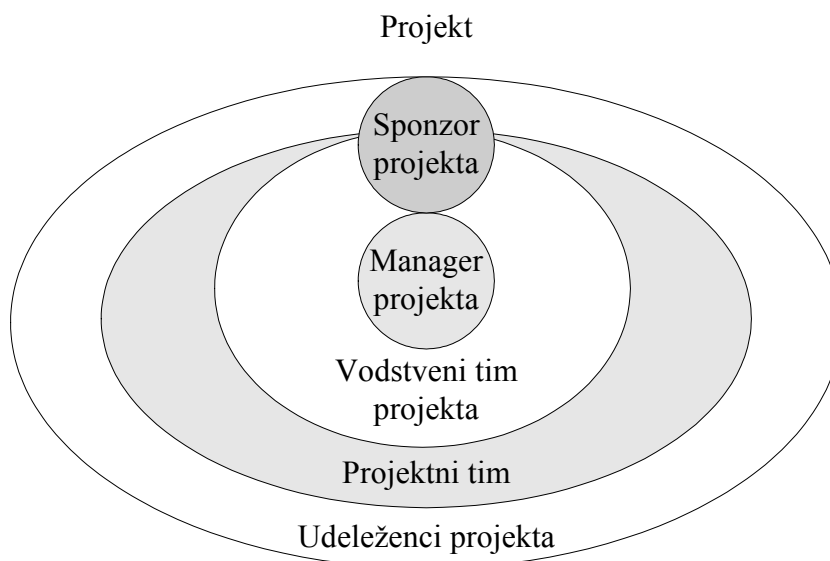 Projekt
Sponzor
projekta
Manager
projekta
Vodstveni tim
projekta
Projektni tim
Udeleženci projekta